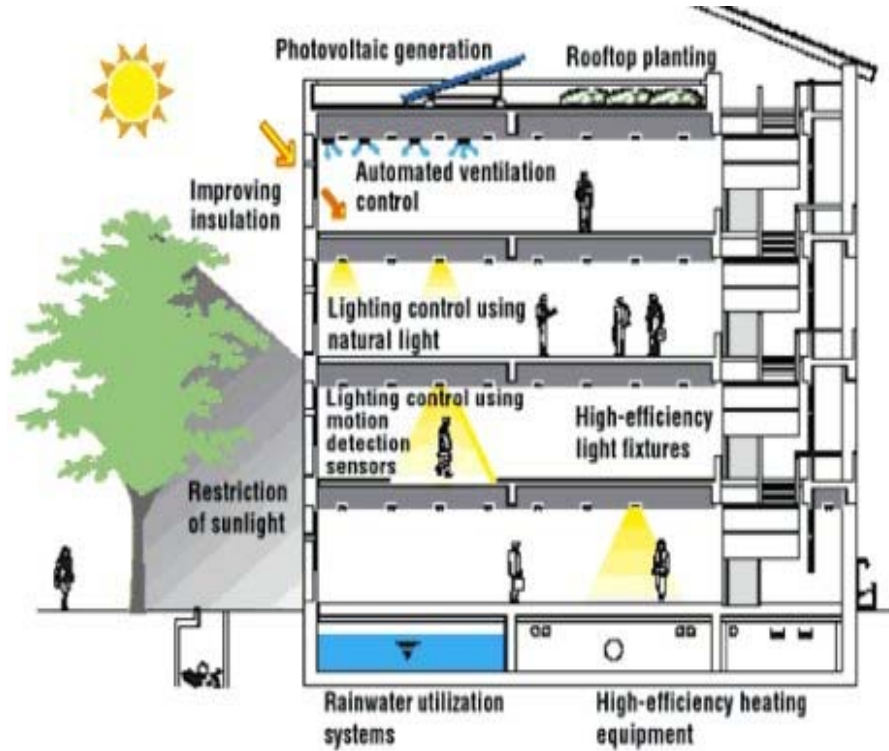 Photovoltaic generation
Rooftop planting
Automated ventilation
control
Improving
insulation
Lighting control using
natural light
Lighting control using
motion
detection
sensors
High-efficiency
light fixtures
Restriction
of sunlight
Rainwater utilization
systems
High-efficiency heating
equipment